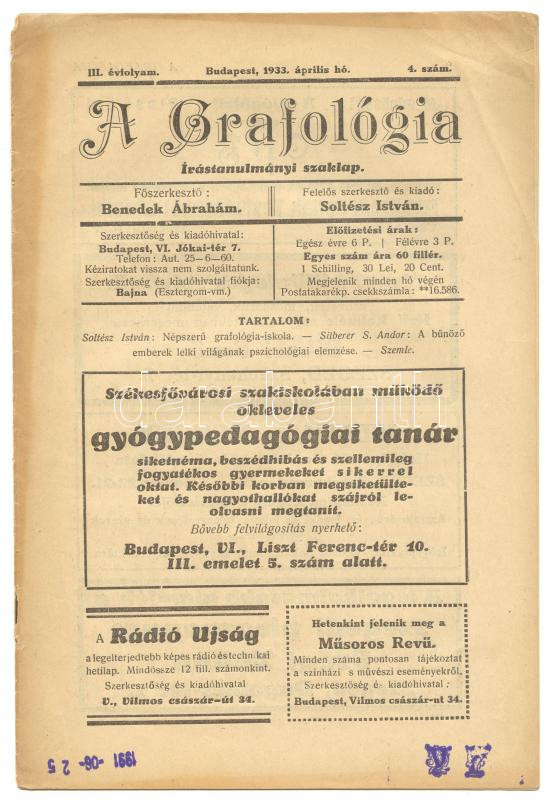 III. évfolyam. Budapest, 1933. április hó. 4. szám.
A Grafológia
Írástanulmányi szaklap.
Főszerkesztő:
Benedek Ábrahám.
Felelős szerkesztő és kiadó:
Soltész István.
Szerkesztőség és kiadóhivatal:
Budapest, VI. Jókai-tér 7.
Telefon: Aut. 25—6—60.
Kéziratokat vissza nem szolgáltatunk.
Szerkesztőség és kiadóhivatal fiókja:
Bajna (Esztergom-vm.)
Előfizetési árak:
Egész évre 6 P. | Félévre 3 P.
Egyes szám ára 60 fillér.
1 Schilling, 30 Lei, 20 Cent.
Megjelenik minden hó végén
Postatakarékp. csekkszámla: **16.586.
TARTALOM:
Soltész István: Népszerű grafológia-iskola. — Silberer S. Andor: A bűnöző
emberek lelki világának pszichológiai elemzése. — Szemle.
Székesfővárosi szakiskolában működő
okleveles
gyógypedagógiai tanár
siketnéma, beszédhibás és szellemileg
fogyatékos gyermekeket sikerrel
oktat. Későbbi korban megsiketülte-
ket és nagyothallókat szájról le-
olvasni megtanít.
Bővebb felvilágosítás nyerhető:
Budapest, VI., Liszt Ferenc-tér 10.
III. emelet 5. szám alatt.
A Rádió Ujság
a legelterjedtebb képes rádió és technikai
hetilap. Mindössze 12 fill. számonkint.
Szerkesztőség és kiadóhivatal
V., Vilmos császár-út 34.
Hetenkint jelenik meg a
Műsoros Revü.
Minden száma pontosan tájékoztat
a színházi s művészi eseményekről.
Szerkesztőség és kiadóhivatal:
Budapest, Vilmos császár-ut 34.
1991 -06- 25
darabanth